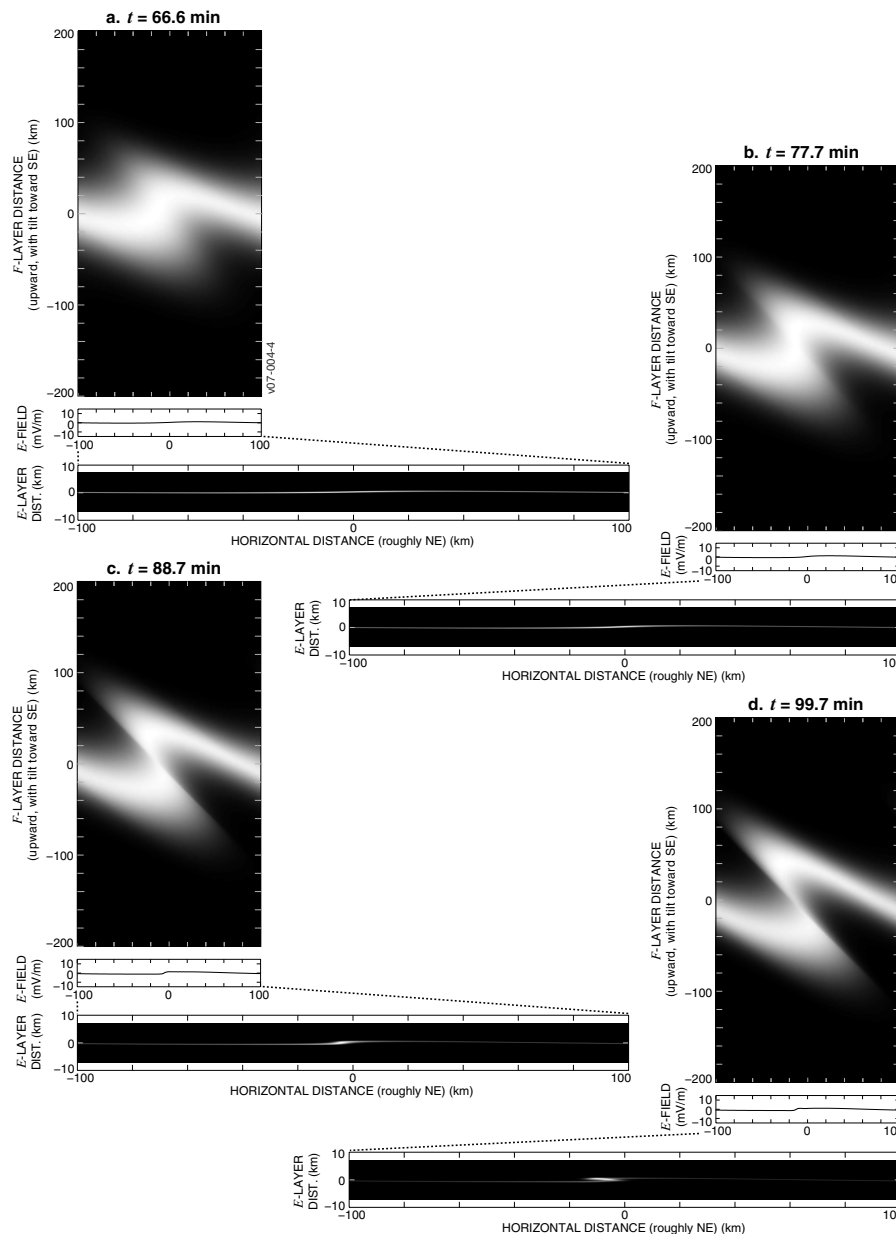 a. t = 66.6 min
200
100
0
−100
−200
F-LAYER DISTANCE
(upward, with tilt toward SE) (km)
v07-004-4
10
0
−10
E-FIELD
(mV/m)
−100 0 100
10
0
−10
E-LAYER
DIST. (km)
−100 0 100
HORIZONTAL DISTANCE (roughly NE) (km)
b. t = 77.7 min
200
100
0
−100
−200
F-LAYER DISTANCE
(upward, with tilt toward SE) (km)
10
0
−10
E-FIELD
(mV/m)
−100 0 100
10
0
−10
E-LAYER
DIST. (km)
−100 0 100
HORIZONTAL DISTANCE (roughly NE) (km)
c. t = 88.7 min
200
100
0
−100
−200
F-LAYER DISTANCE
(upward, with tilt toward SE) (km)
10
0
−10
E-FIELD
(mV/m)
−100 0 100
10
0
−10
E-LAYER
DIST. (km)
−100 0 100
HORIZONTAL DISTANCE (roughly NE) (km)
d. t = 99.7 min
200
100
0
−100
−200
F-LAYER DISTANCE
(upward, with tilt toward SE) (km)
10
0
−10
E-FIELD
(mV/m)
−100 0 100
10
0
−10
E-LAYER
DIST. (km)
−100 0 100
HORIZONTAL DISTANCE (roughly NE) (km)